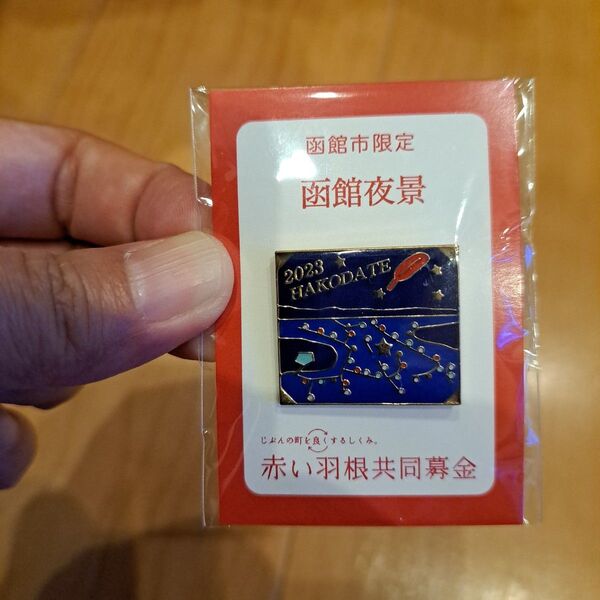 函館市限定
函館夜景
2023
HAKODATE
じぶんの町を良くするしくみ。
赤い羽根共同募金